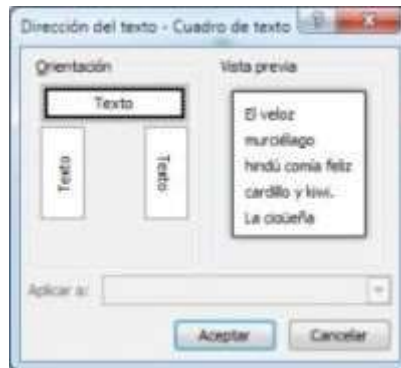 Dirección del texto - Cuadro de texto
Orientación
Texto
Texto
Texto
Vista previa
El veloz
murciélago
hindú comía feliz
cardillo y kiwi.
La cigüeña
Aplicar a:
Aceptar
Cancelar